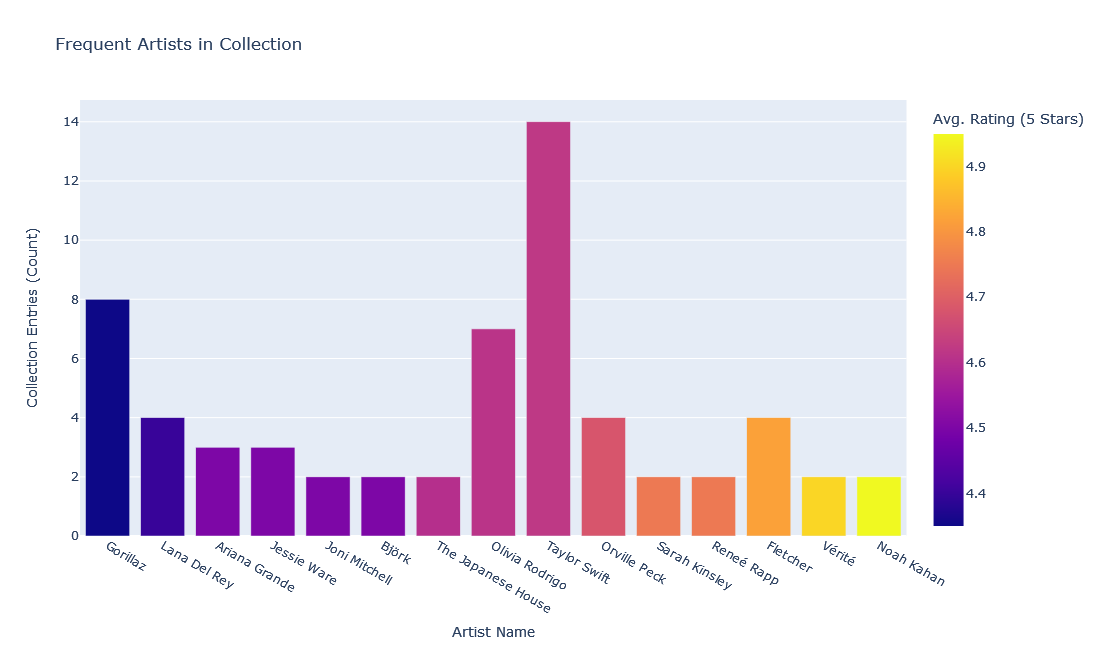 Frequent Artists in Collection
Avg. Rating (5 Stars)
Collection Entries (Count)
14
12
10
8
6
4
2
0
4.9
4.8
4.7
4.6
4.5
4.4
Gorillaz
Lana Del Rey
Ariana Grande
Jessie Ware
Joni Mitchell
Björk
The Japanese House
Olivia Rodrigo
Taylor Swift
Orville Peck
Sarah Kinsley
Reneé Rapp
Fletcher
Vérité
Noah Kahan
Artist Name